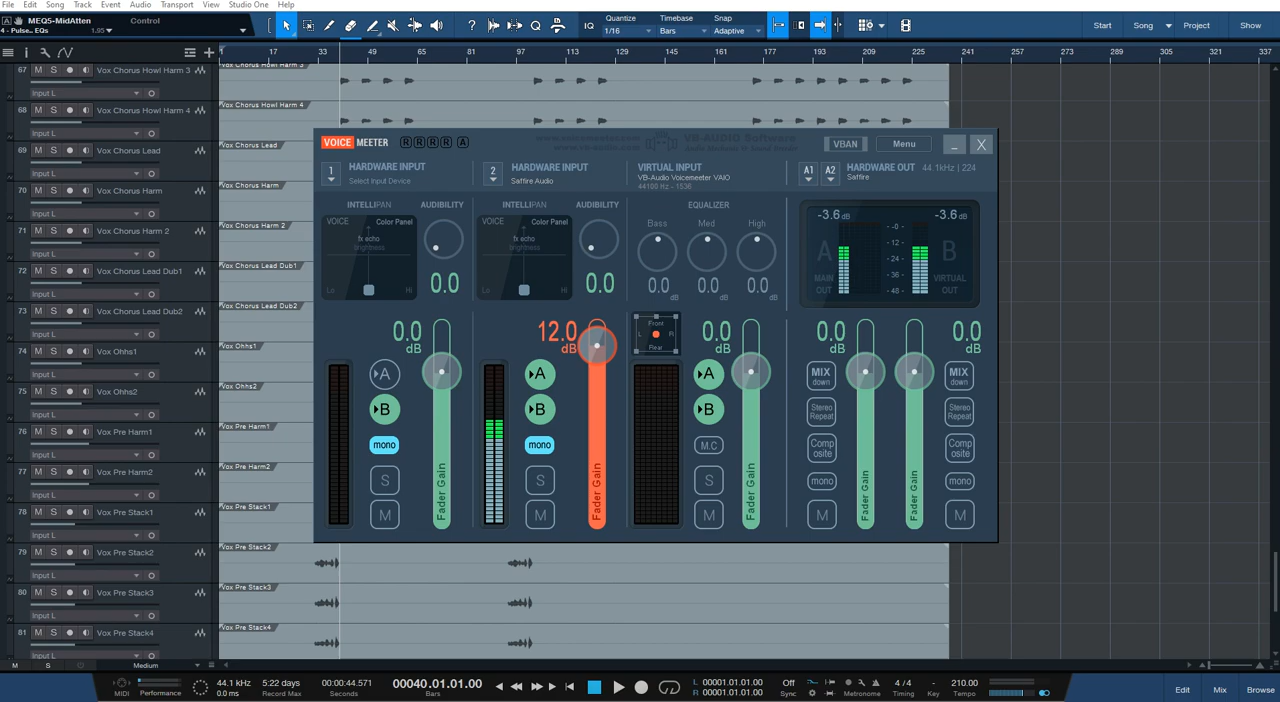 File Edit Song Track Event Audio Transport View Studio One Help
MEQ5-MidAtten Control
4 - Pulse.. EQs 1.95
IQ Quantize Timebase Snap Start Song Project Show
1/16 Bars Adaptive
17 33 49 65 81 97 113 129 145 161 177 193 209 225 241 257 273 289 305 321 337
67 M S Vox Chorus Howl Harm 3 Vox Chorus Howl Harm 3
Input L
68 M S Vox Chorus Howl Harm 4 Vox Chorus Howl Harm 4
Input L
69 M S Vox Chorus Lead Vox Chorus Lead
Input L
70 M S Vox Chorus Harm Vox Chorus Harm
Input L
71 M S Vox Chorus Harm 2 Vox Chorus Harm 2
Input L
72 M S Vox Chorus Lead Dub1 Vox Chorus Lead Dub1
Input L
73 M S Vox Chorus Lead Dub2 Vox Chorus Lead Dub2
Input L
74 M S Vox Ohhs1 Vox Ohhs1
Input L
75 M S Vox Ohhs2 Vox Ohhs2
Input L
76 M S Vox Pre Harm1 Vox Pre Harm1
Input L
77 M S Vox Pre Harm2 Vox Pre Harm2
Input L
78 M S Vox Pre Stack1 Vox Pre Stack1
Input L
79 M S Vox Pre Stack2 Vox Pre Stack2
Input L
80 M S Vox Pre Stack3 Vox Pre Stack3
Input L
81 M S Vox Pre Stack4 Vox Pre Stack4
VOICE MEETER R R R R A VB-AUDIO Software VBAN Menu _ X
1 HARDWARE INPUT
Select Input Device
2 HARDWARE INPUT
Saffire Audio
VIRTUAL INPUT
VB-Audio Voicemeeter VAIO
44100 Hz - 1536
A1 A2 HARDWARE OUT 44.1kHz | 224
Saffire
INTELLIPAN AUDIBILITY INTELLIPAN AUDIBILITY EQUALIZER
VOICE Color Panel VOICE Color Panel Bass Med High
fx echo fx echo
brightness brightness
Lo Hi 0.0 Lo Hi 0.0 0.0 0.0 0.0
dB dB dB
-3.6 dB -3.6 dB
-0
-12
A -24 B
MAIN OUT -36 VIRTUAL OUT
-48
0.0 dB 12.0 dB Front L R Rear 0.0 dB 0.0 dB 0.0 dB
A A A MIX down MIX down
B B B Stereo Repeat Stereo Repeat
mono mono M.C Composite Composite
S S S mono mono
M M M M M
Fader Gain Fader Gain Fader Gain Fader Gain Fader Gain
M S Medium
MIDI Performance 44.1 kHz 5:22 days 00:00:44.571 00040.01.01.00 L 00001.01.01.00 Off 4 / 4 - 210.00 Edit Mix Browse
0.0 ms Record Max Seconds Bars R 00001.01.01.00 Sync Metronome Timing Key Tempo